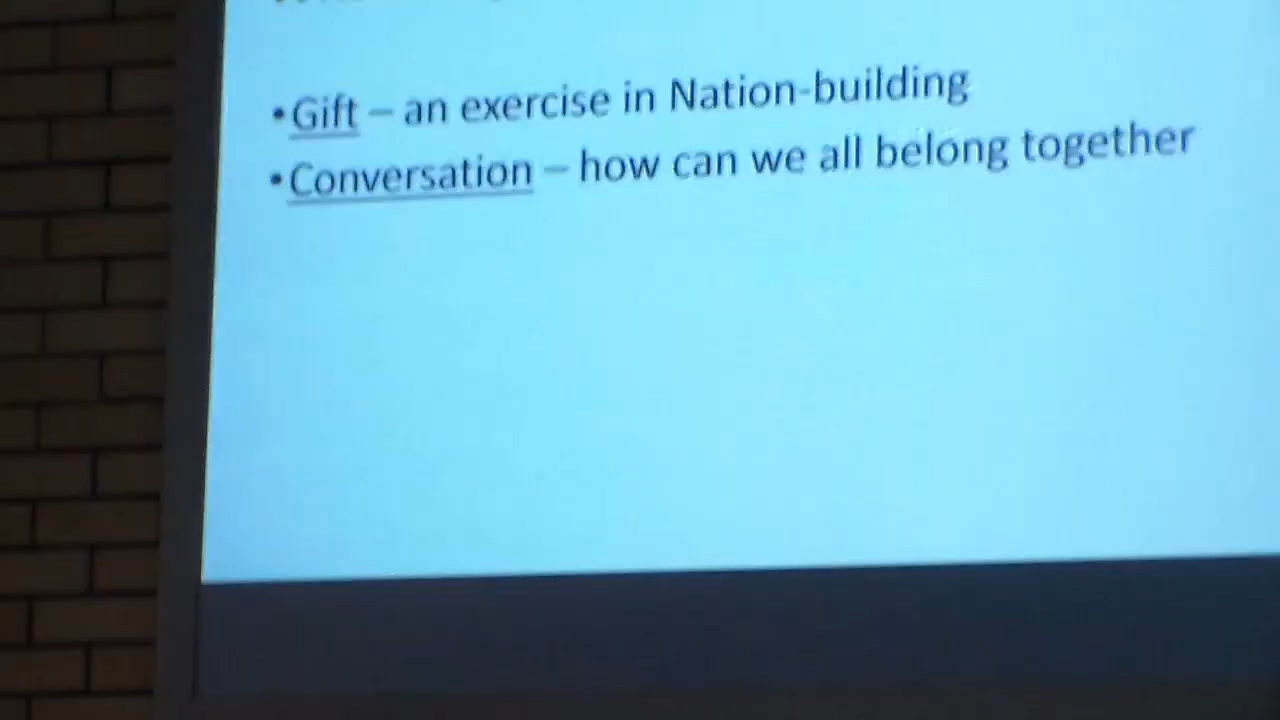 •Gift – an exercise in Nation-building
•Conversation – how can we all belong together